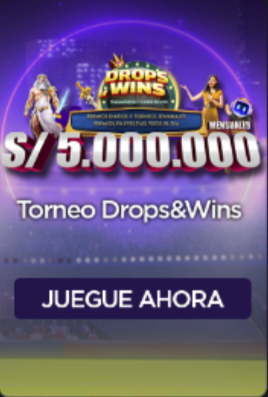 DROPS
& WINS
MENSUALES
S/ 5.000.000
Torneo Drops&Wins
JUEGUE AHORA